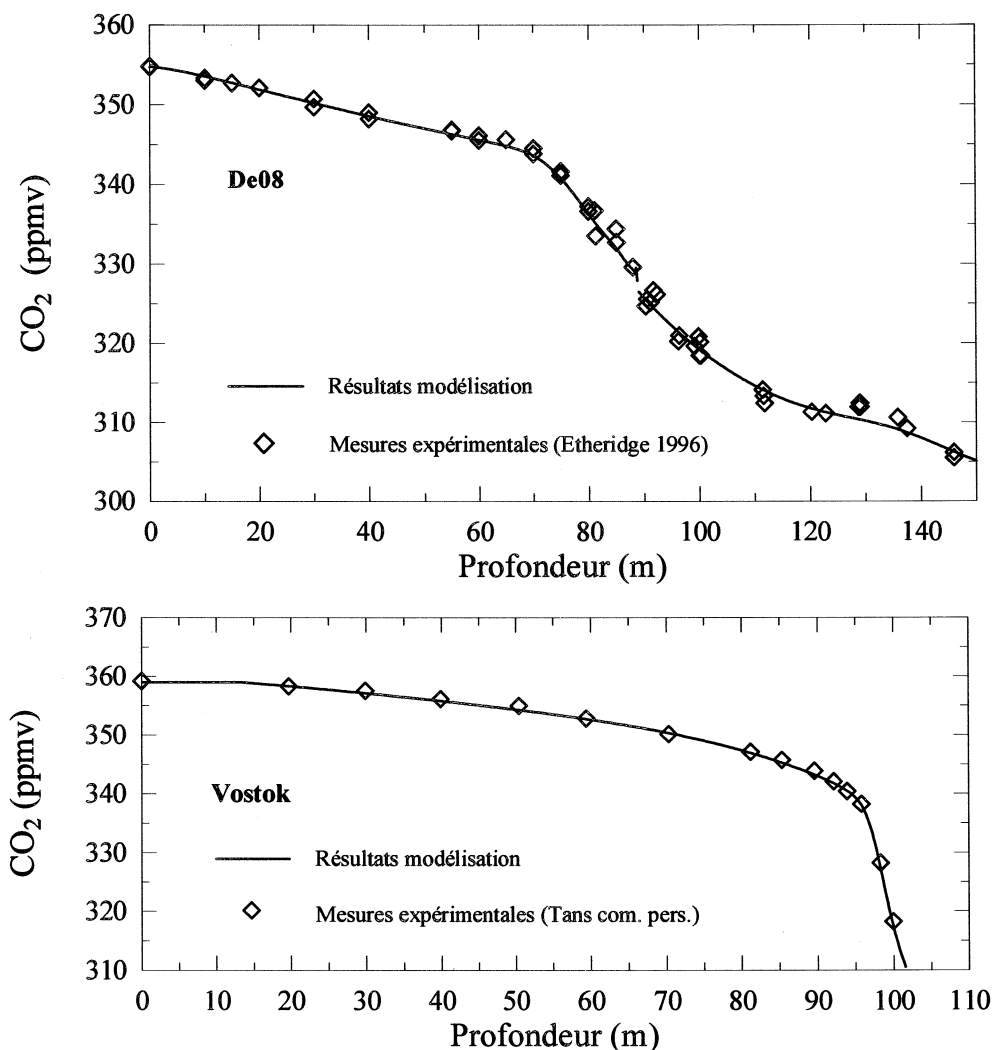 360
350
340
330
320
310
300
CO2 (ppmv)
De08
Résultats modélisation
Mesures expérimentales (Etheridge 1996)
0 20 40 60 80 100 120 140
Profondeur (m)
370
360
350
340
330
320
310
CO2 (ppmv)
Vostok
Résultats modélisation
Mesures expérimentales (Tans com. pers.)
0 10 20 30 40 50 60 70 80 90 100 110
Profondeur (m)